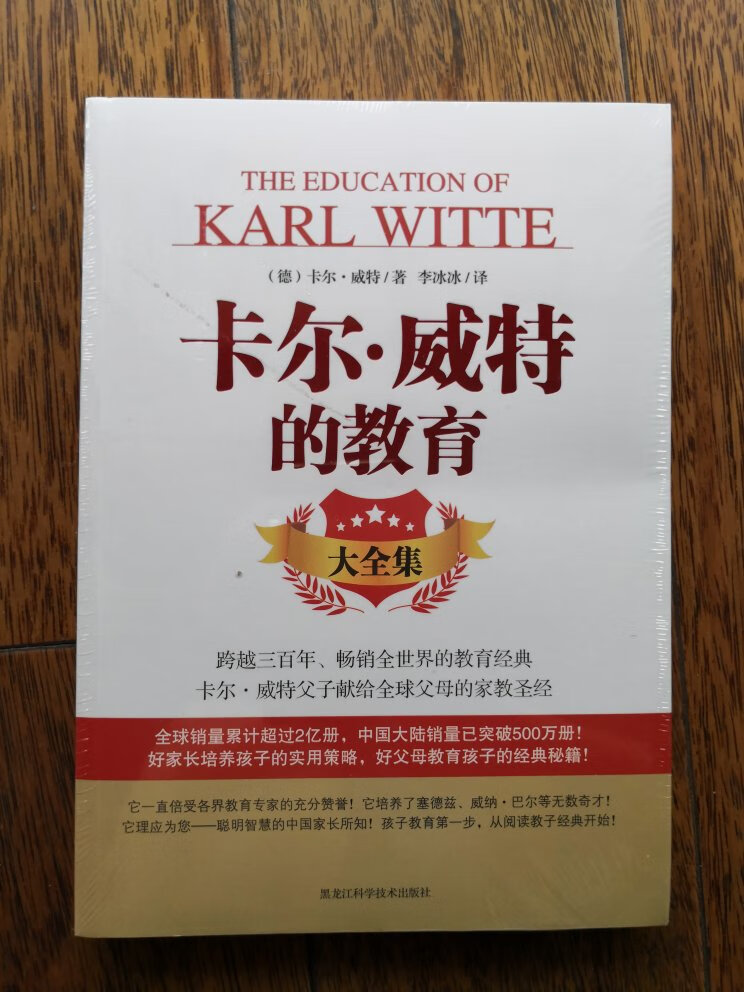 THE EDUCATION OF
KARL WITTE
（德）卡尔·威特/著 李冰冰/译
卡尔·威特
的教育
大全集
跨越三百年、畅销全世界的教育经典
卡尔·威特父子献给全球父母的家教圣经
全球销量累计超过2亿册，中国大陆销量已突破500万册！
好家长培养孩子的实用策略，好父母教育孩子的经典秘籍！
它一直倍受各界教育专家的充分赞誉！它培养了塞德兹、威纳·巴尔等无数奇才！
它理应为您——聪明智慧的中国家长所知！孩子教育第一步，从阅读教子经典开始！
黑龙江科学技术出版社